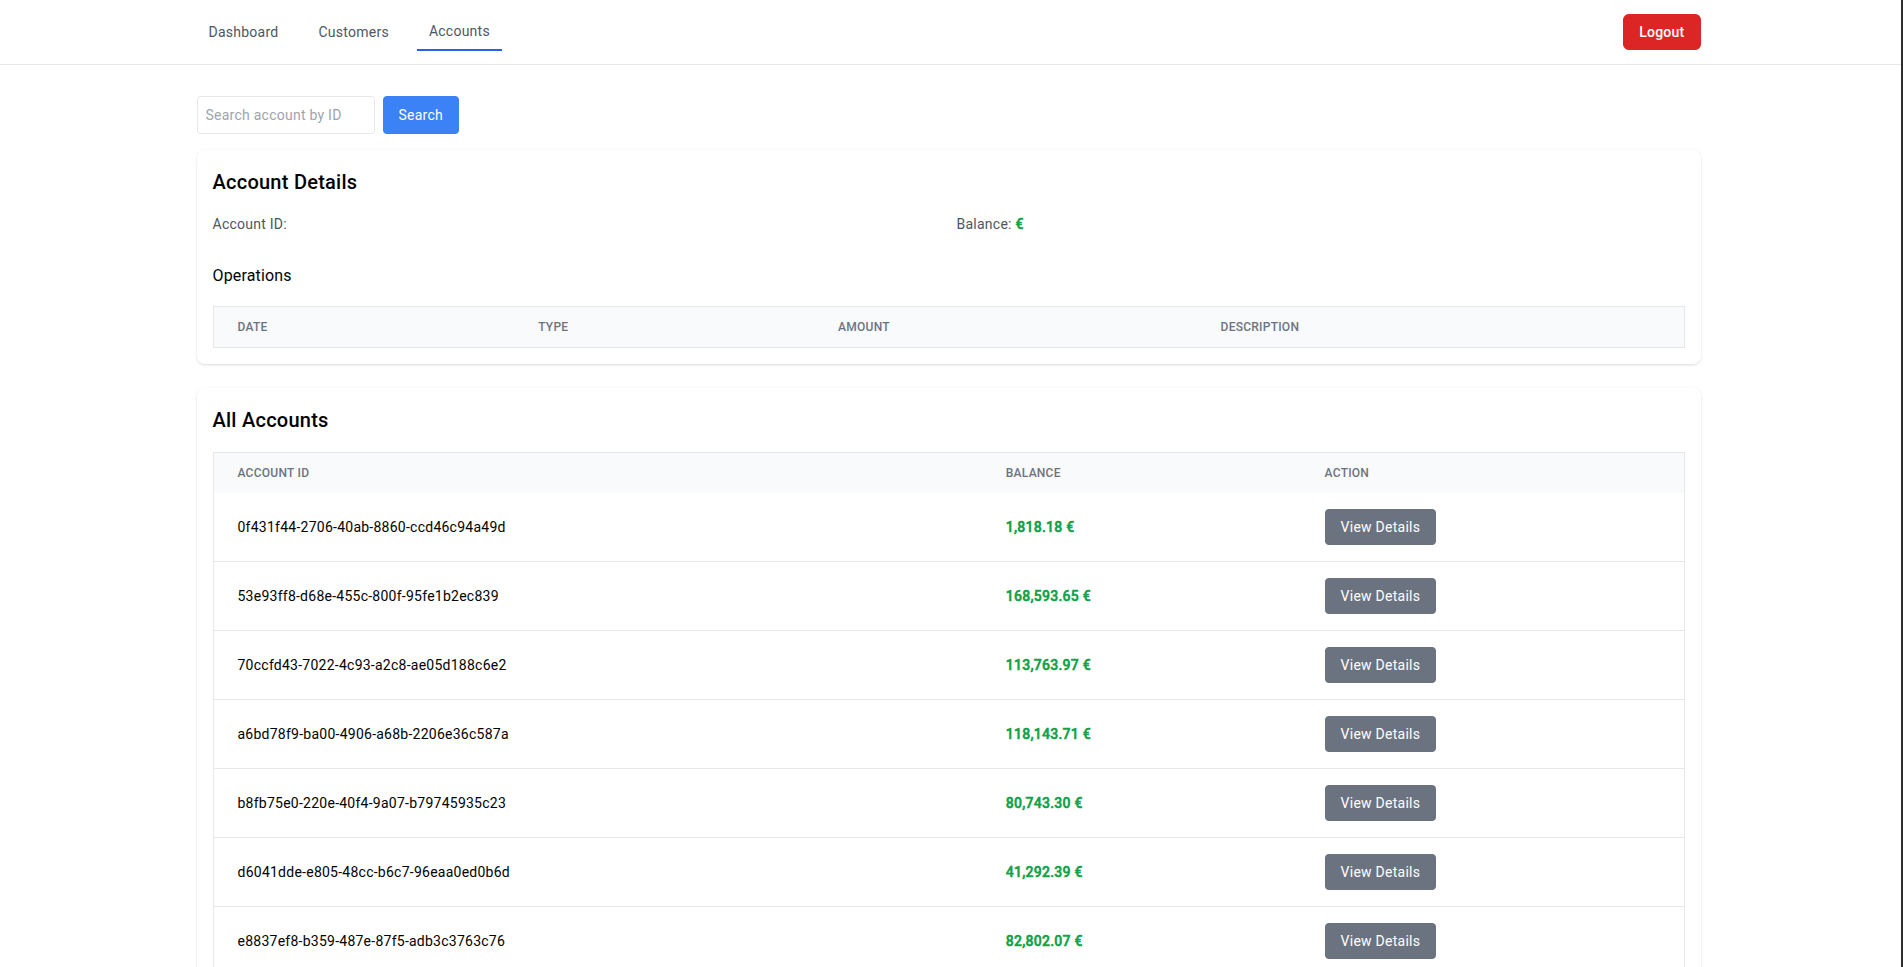 Dashboard Customers Accounts Logout
Search account by ID Search
Account Details
Account ID: Balance: €
Operations
DATE TYPE AMOUNT DESCRIPTION
All Accounts
ACCOUNT ID BALANCE ACTION
0f431f44-2706-40ab-8860-ccd46c94a49d 1,818.18 € View Details
53e93ff8-d68e-455c-800f-95fe1b2ec839 168,593.65 € View Details
70ccfd43-7022-4c93-a2c8-ae05d188c6e2 113,763.97 € View Details
a6bd78f9-ba00-4906-a68b-2206e36c587a 118,143.71 € View Details
b8fb75e0-220e-40f4-9a07-b79745935c23 80,743.30 € View Details
d6041dde-e805-48cc-b6c7-96eaa0ed0b6d 41,292.39 € View Details
e8837ef8-b359-487e-87f5-adb3c3763c76 82,802.07 € View Details